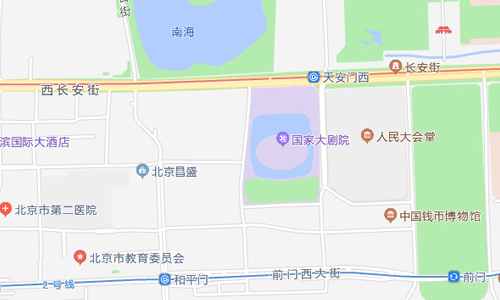 街
南海
长安街
天安门西
西长安街
国家大剧院
人民大会堂
滨国际大酒店
北京昌盛
北京市第二医院
中国钱币博物馆
北京市教育委员会
前门西大街
2号线
和平门
前门